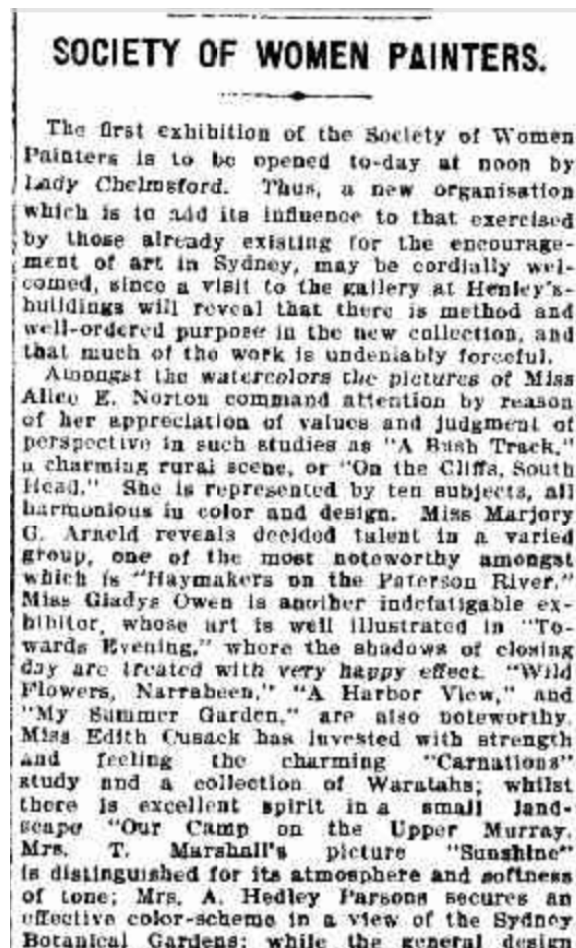 SOCIETY OF WOMEN PAINTERS.
The first exhibition of the Society of Women
Painters is to be opened to-day at noon by
Lady Chelmsford. Thus, a new organisation
which is to add its influence to that exercised
by those already existing for the encourage-
ment of art in Sydney, may be cordially wel-
comed, since a visit to the gallery at Henley's-
buildings will reveal that there is method and
well-ordered purpose in the new collection, and
that much of the work is undeniably forceful.
Amongst the watercolors the pictures of Miss
Alice E. Norton command attention by reason
of her appreciation of values and judgment of
perspective in such studies as "A Bush Track,"
a charming rural scene, or "On the Cliffs, South
Head." She is represented by ten subjects, all
harmonious in color and design. Miss Marjory
G. Arnold reveals decided talent in a varied
group, one of the most noteworthy amongst
which is "Haymakers on the Paterson River."
Miss Gladys Owen is another indefatigable ex-
hibitor, whose art is well illustrated in "To-
wards Evening," where the shadows of closing
day are treated with very happy effect. "Wild
Flowers, Narrabeen," "A Harbor View," and
"My Summer Garden," are also noteworthy.
Miss Edith Cusack has invested with strength
and feeling the charming "Carnations"
study and a collection of Waratahs; whilst
there is excellent spirit in a small land-
scape "Our Camp on the Upper Murray.
Mrs. T. Marshall's picture "Sunshine"
is distinguished for its atmosphere and softness
of tone; Mrs. A. Hedley Parsons secures an
effective color-scheme in a view of the Sydney
Botanical Gardens; while the general design